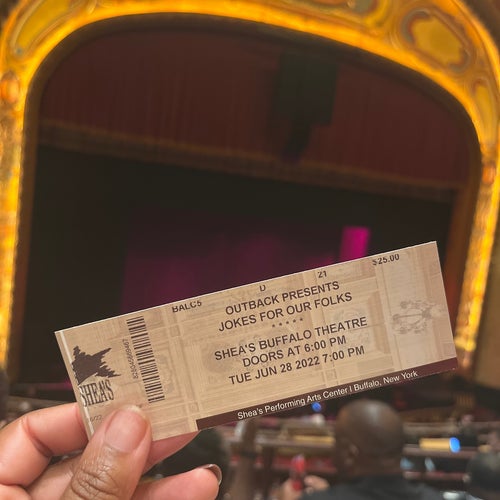 BALC5 D 21 $25.00
OUTBACK PRESENTS
JOKES FOR OUR FOLKS
*****
SHEA'S BUFFALO THEATRE
DOORS AT 6:00 PM
TUE JUN 28 2022 7:00 PM
SHEA'S
Shea's Performing Arts Center | Buffalo, New York